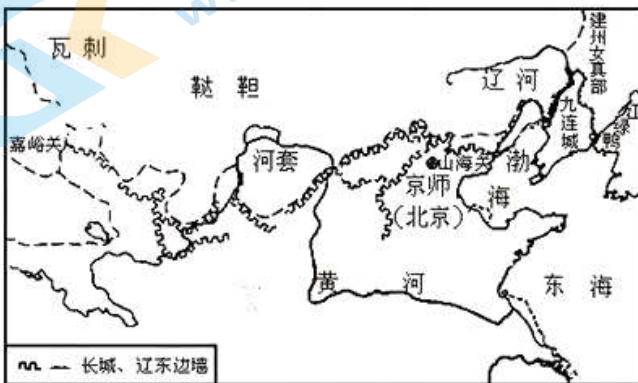 瓦剌
鞑靼
建州女真部
辽河
九连城
鸭绿江
嘉峪关
河套
山海关
渤海
京师
(北京)
黄河
东海
长城、辽东边墙